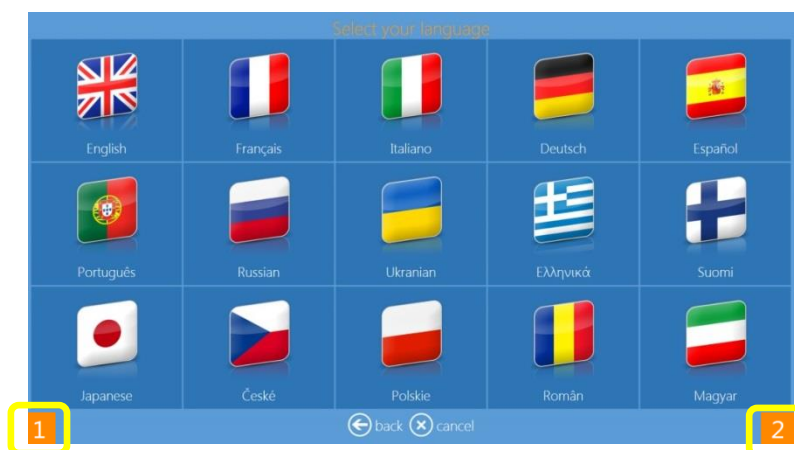 Select your language
English Français Italiano Deutsch Español
Português Russian Ukranian Ελληνικά Suomi
Japanese České Polskie Român Magyar
1 back cancel 2